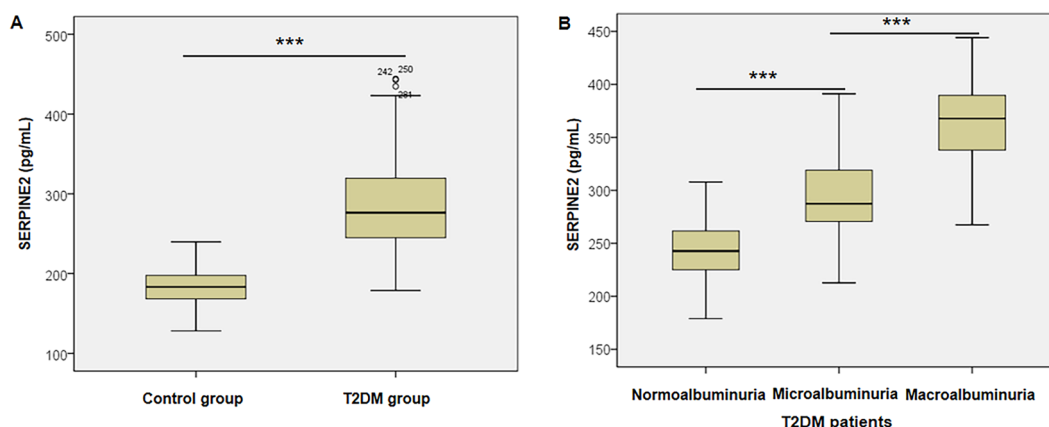 A
***
500
400
300
200
100
242
250
281
SERPINE2 (pg/mL)
Control group
T2DM group
B
***
***
450
400
350
300
250
200
150
SERPINE2 (pg/mL)
Normoalbuminuria
Microalbuminuria
Macroalbuminuria
T2DM patients